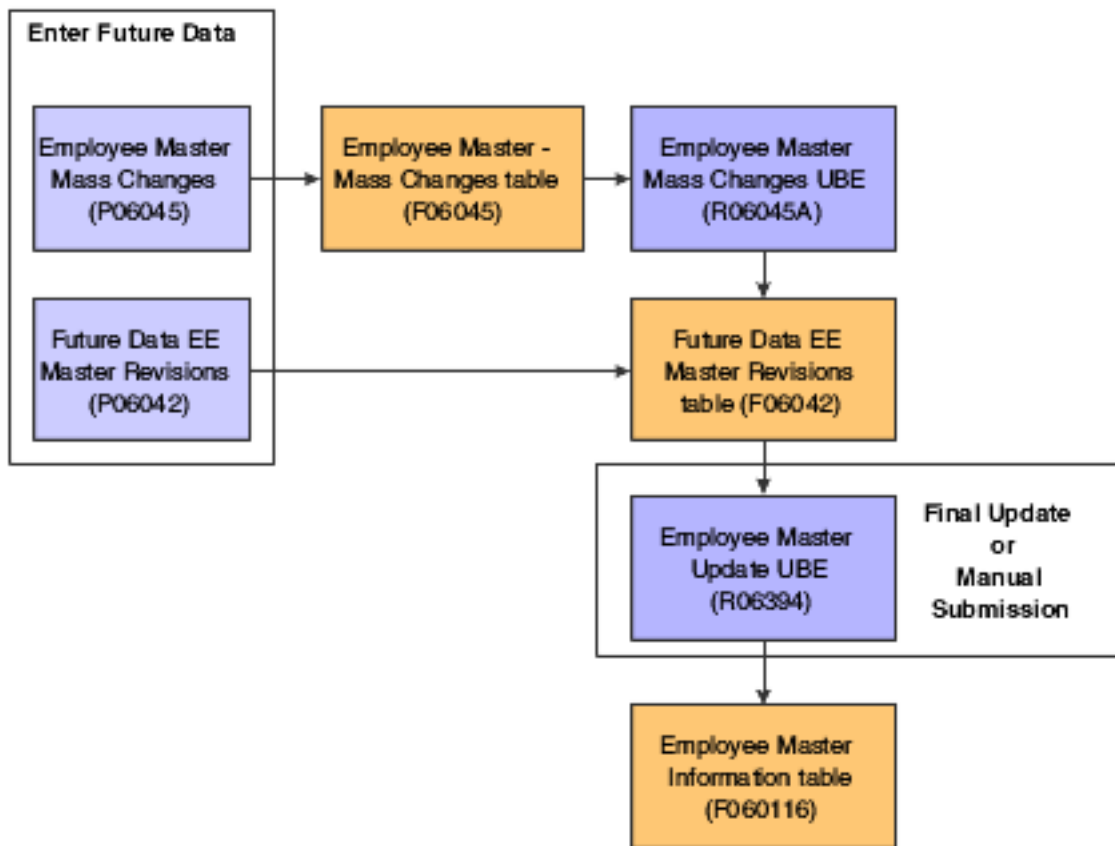 Enter Future Data
Employee Master
Mass Changes
(P06045)
Employee Master -
Mass Changes table
(F06045)
Employee Master
Mass Changes UBE
(R06045A)
Future Data EE
Master Revisions
(P06042)
Future Data EE
Master Revisions
table (F06042)
Employee Master
Update UBE
(R06394)
Final Update
or
Manual
Submission
Employee Master
Information table
(F060116)